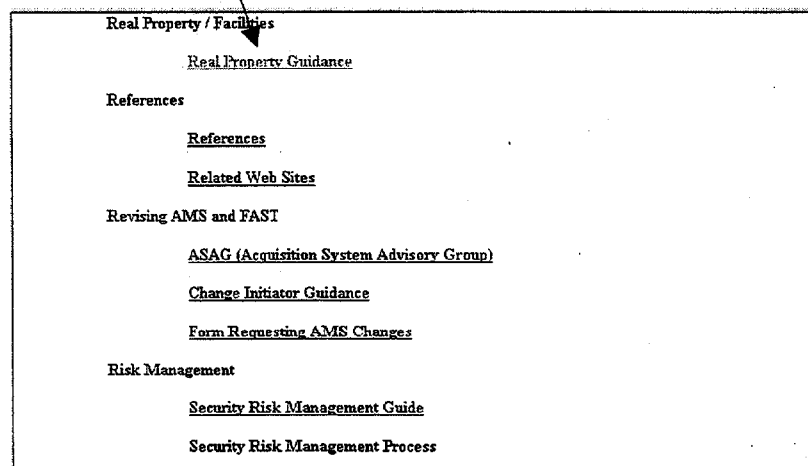 Real Property / Facilities
Real Property Guidance
References
References
Related Web Sites
Revising AMS and FAST
ASAG (Acquisition System Advisory Group)
Change Initiator Guidance
Form Requesting AMS Changes
Risk Management
Security Risk Management Guide
Security Risk Management Process